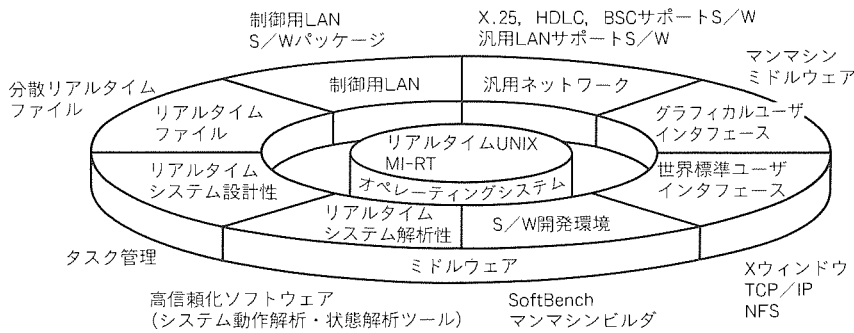 制御用LAN
S/Wパッケージ
X.25, HDLC, BSCサポートS/W
汎用LANサポートS/W
マンマシン
ミドルウェア
分散リアルタイム
ファイル
制御用LAN
汎用ネットワーク
リアルタイム
ファイル
グラフィカルユーザ
インタフェース
リアルタイムUNIX
MI-RT
オペレーティングシステム
リアルタイム
システム設計性
世界標準ユーザ
インタフェース
リアルタイム
システム解析性
S/W開発環境
タスク管理
ミドルウェア
Xウィンドウ
TCP/IP
NFS
高信頼化ソフトウェア
(システム動作解析・状態解析ツール)
SoftBench
マンマシンビルダ